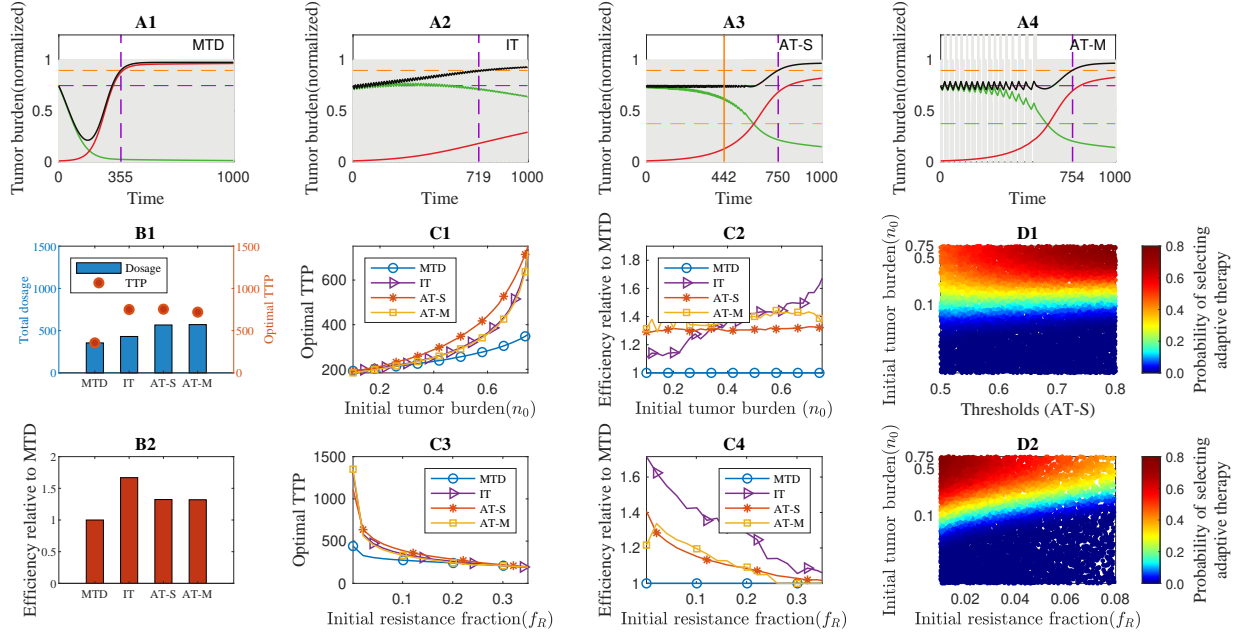 A1
MTD
Tumor burden(normalized)
0
0.5
1
0
355
1000
Time
A2
IT
Tumor burden(normalized)
0
0.5
1
0
719
1000
Time
A3
AT-S
Tumor burden(normalized)
0
0.5
1
0
442
750
1000
Time
A4
AT-M
Tumor burden(normalized)
0
0.5
1
0
754
1000
Time
B1
Total dosage
1500
1000
500
0
Dosage
TTP
MTD IT AT-S AT-M
1500
1000
500
0
Optimal TTP
C1
Optimal TTP
600
400
200
MTD
IT
AT-S
AT-M
0.2 0.4 0.6
Initial tumor burden(n0)
C2
Efficiency relative to MTD
1.8
1.6
1.4
1.2
1
MTD
IT
AT-S
AT-M
0.2 0.4 0.6
Initial tumor burden (n0)
D1
Initial tumor burden(n0)
0.75
0.5
0.1
0.5 0.6 0.7 0.8
Thresholds (AT-S)
0.8
0.6
0.4
0.2
0.0
Probability of selecting
adaptive therapy
B2
Efficiency relative to MTD
2
1.5
1
0.5
0
MTD IT AT-S AT-M
C3
Optimal TTP
1500
1000
500
0
MTD
IT
AT-S
AT-M
0.1 0.2 0.3
Initial resistance fraction(fR)
C4
Efficiency relative to MTD
1.6
1.4
1.2
1
MTD
IT
AT-S
AT-M
0.1 0.2 0.3
Initial resistance fraction(fR)
D2
Initial tumor burden(n0)
0.75
0.5
0.1
0.02 0.04 0.06 0.08
Initial resistance fraction(fR)
0.8
0.6
0.4
0.2
0.0
Probability of selecting
adaptive therapy